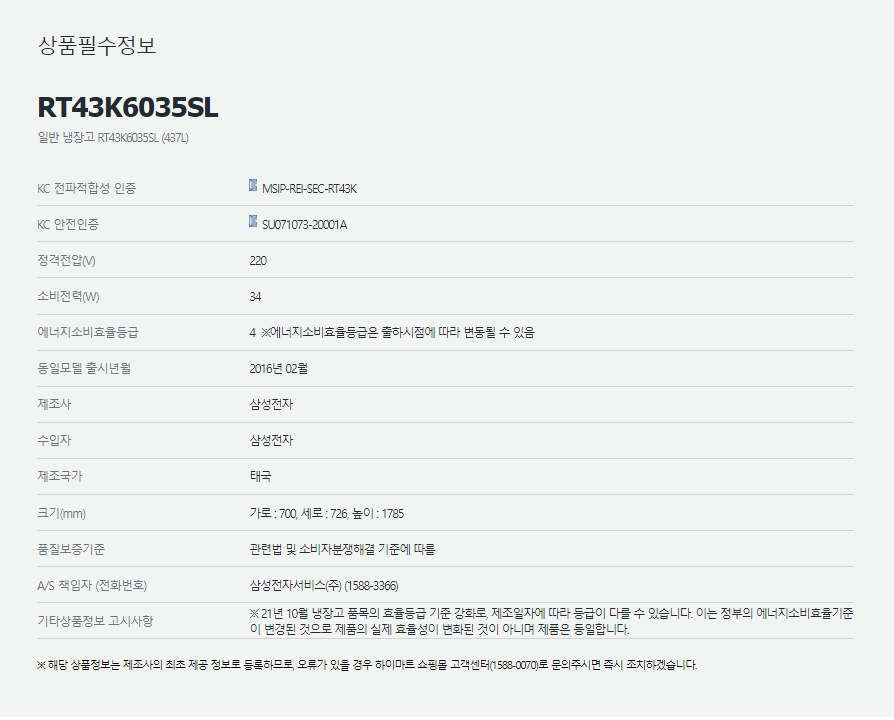 상품필수정보
RT43K6035SL
일반 냉장고 RT43K6035SL (437L)
KC 전파적합성 인증 MSIP-REI-SEC-RT43K
KC 안전인증 SU071073-20001A
정격전압(V) 220
소비전력(W) 34
에너지소비효율등급 4 ※에너지소비효율등급은 출하시점에 따라 변동될 수 있음
동일모델 출시년월 2016년 02월
제조사 삼성전자
수입자 삼성전자
제조국가 태국
크기(mm) 가로 : 700, 세로 : 726, 높이 : 1785
품질보증기준 관련법 및 소비자분쟁해결 기준에 따름
A/S 책임자 (전화번호) 삼성전자서비스(주) (1588-3366)
기타상품정보 고시사항 ※ 21년 10월 냉장고 품목의 효율등급 기준 강화로, 제조일자에 따라 등급이 다를 수 있습니다. 이는 정부의 에너지소비효율기준
이 변경된 것으로 제품의 실제 효율성이 변화된 것이 아니며 제품은 동일합니다.
※ 해당 상품정보는 제조사의 최초 제공 정보로 등록하므로, 오류가 있을 경우 하이마트 쇼핑몰 고객센터(1588-0070)로 문의주시면 즉시 조치하겠습니다.